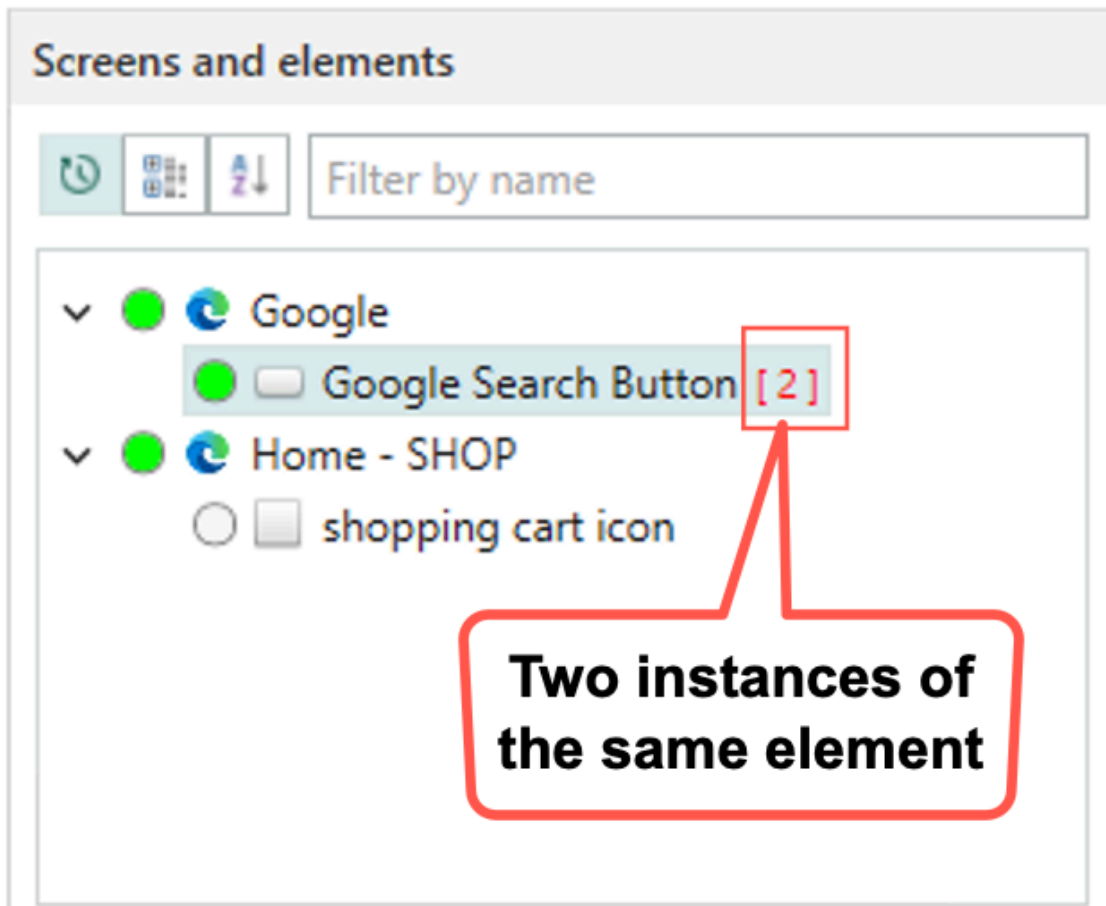 Screens and elements
Filter by name
Google
Google Search Button [ 2 ]
Home - SHOP
shopping cart icon
Two instances of
the same element